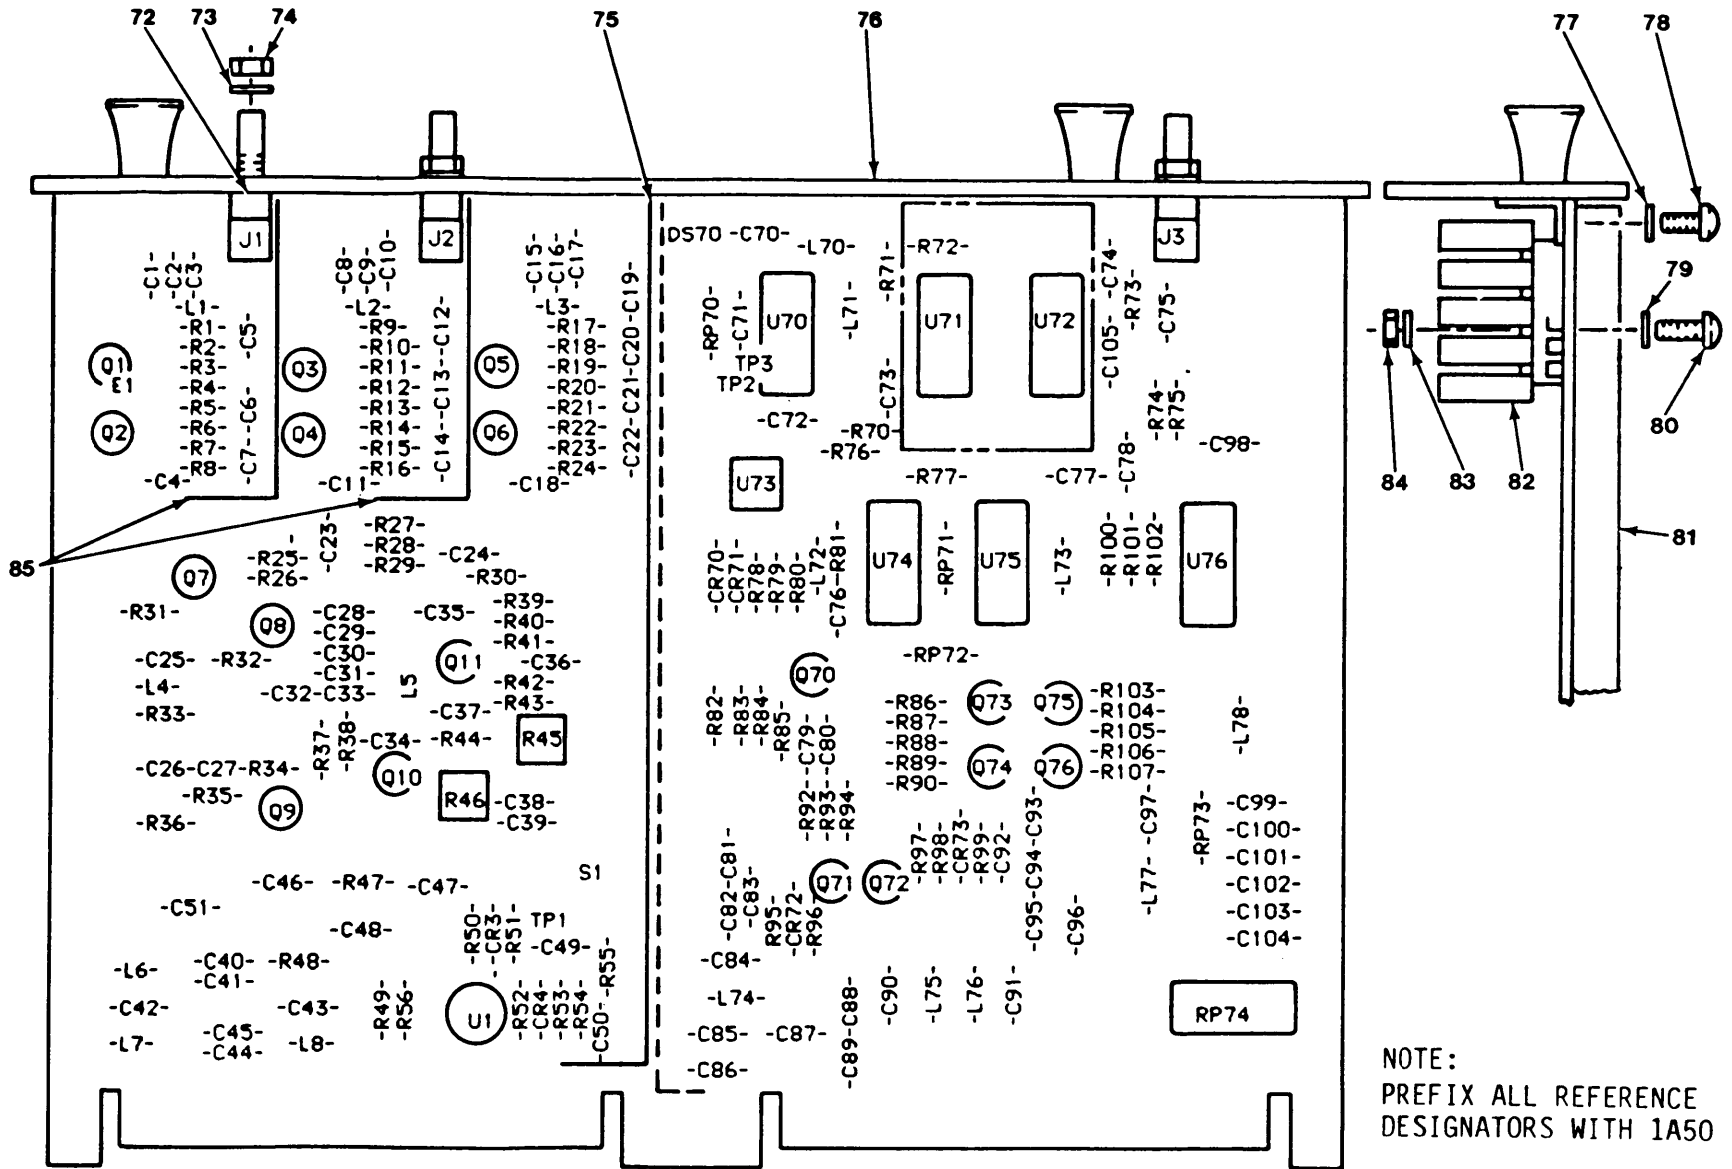 72 73 74 75 76 77 78
J1 J2 J3
DS70 -C70- -L70- -R71- -R72-
-C1- -C2- -C3- -C8- -C9- -C10- -C15- -C16- -C17- -C19-
-L1- -L2- -L3-
-R1- -R9- -R17-
-R2- -R10- -R18-
-R3- -R11- -R19-
-R4- -R12- -R20-
-R5- -R13- -R21-
-R6- -R14- -R22-
-R7- -R15- -R23-
-R8- -R16- -R24-
-C5- -C6- -C7- -C12- -C13- -C14- -C20- -C21- -C22-
Q1 E1 Q3 Q5
Q2 Q4 Q6
-C4- -C11- -C18-
-RP70- -C71- U70 -L71- U71 U72 -C105- -C74- -R73- -C75-
TP3
TP2
-C72- -C73- -R70- -R76- -R74- -R75- -C98-
U73 -R77- -C77- -C78-
79
80
84 83 82
81
85
-C23- -R27- -R28- -R29- -C24- -R30-
-R25-
-R26-
Q7
-R31- Q8 -C28- -C35- -R39-
-C29- -R40-
-C30- -R41-
-C25- -R32- -C31- Q11 -C36-
-L4- -C32- -C33- L5 -R42-
-R33- -R43-
-C37-
-R37- -R38- -C34- -R44- R45
-C26- -C27- -R34- Q10
-R35- Q9 R46 -C38-
-R36- -C39-
-CR70- -CR71- -R78- -R79- -R80- -L72- -C76- -R81- U74 -RP71- U75 -L73- -R100- -R101- -R102- U76
-RP72-
Q70
-R82- -R83- -R84- -R85- -R86- Q73 Q75 -R103-
-R87- -R104-
-R88- -R105-
-R89- Q74 Q76 -R106-
-R90- -R107-
-L78-
-R92- -C79- -R93- -C80- -R94-
-R97- -R98- -CR73- -R99- -C92- -C95- -C94- -C93- -C96- -L77- -C97- -RP73-
-C99-
-C100-
-C101-
-C102-
-C103-
-C104-
-C82- -C81- -C83- R95- -CR72- -R96- Q71 Q72
-C46- -R47- -C47- S1
-C51-
-C48- -R50- -CR3- -R51- TP1
-C49-
-L6- -C40- -R48- -R55-
-C41-
-C42- -C43- -R49- -R56- U1 -R52- -CR4- -R53- -R54- -C50-
-L7- -C45- -L8-
-C44-
-C84-
-L74-
-C85- -C87- -C89- -C88- -C90- -L75- -L76- -C91-
-C86-
RP74
NOTE:
PREFIX ALL REFERENCE
DESIGNATORS WITH 1A50